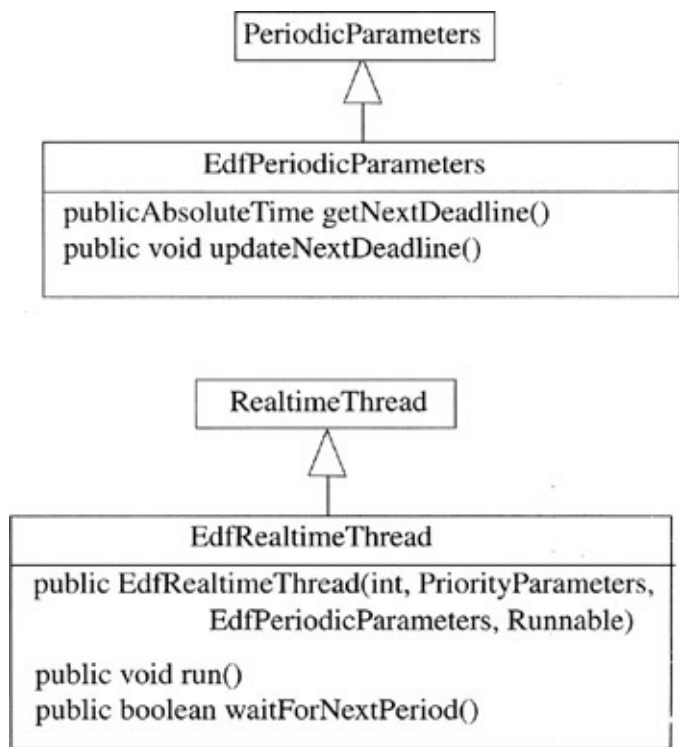 PeriodicParameters
EdfPeriodicParameters
publicAbsoluteTime getNextDeadline()
public void updateNextDeadline()
RealtimeThread
EdfRealtimeThread
public EdfRealtimeThread(int, PriorityParameters,
EdfPeriodicParameters, Runnable)
public void run()
public boolean waitForNextPeriod()